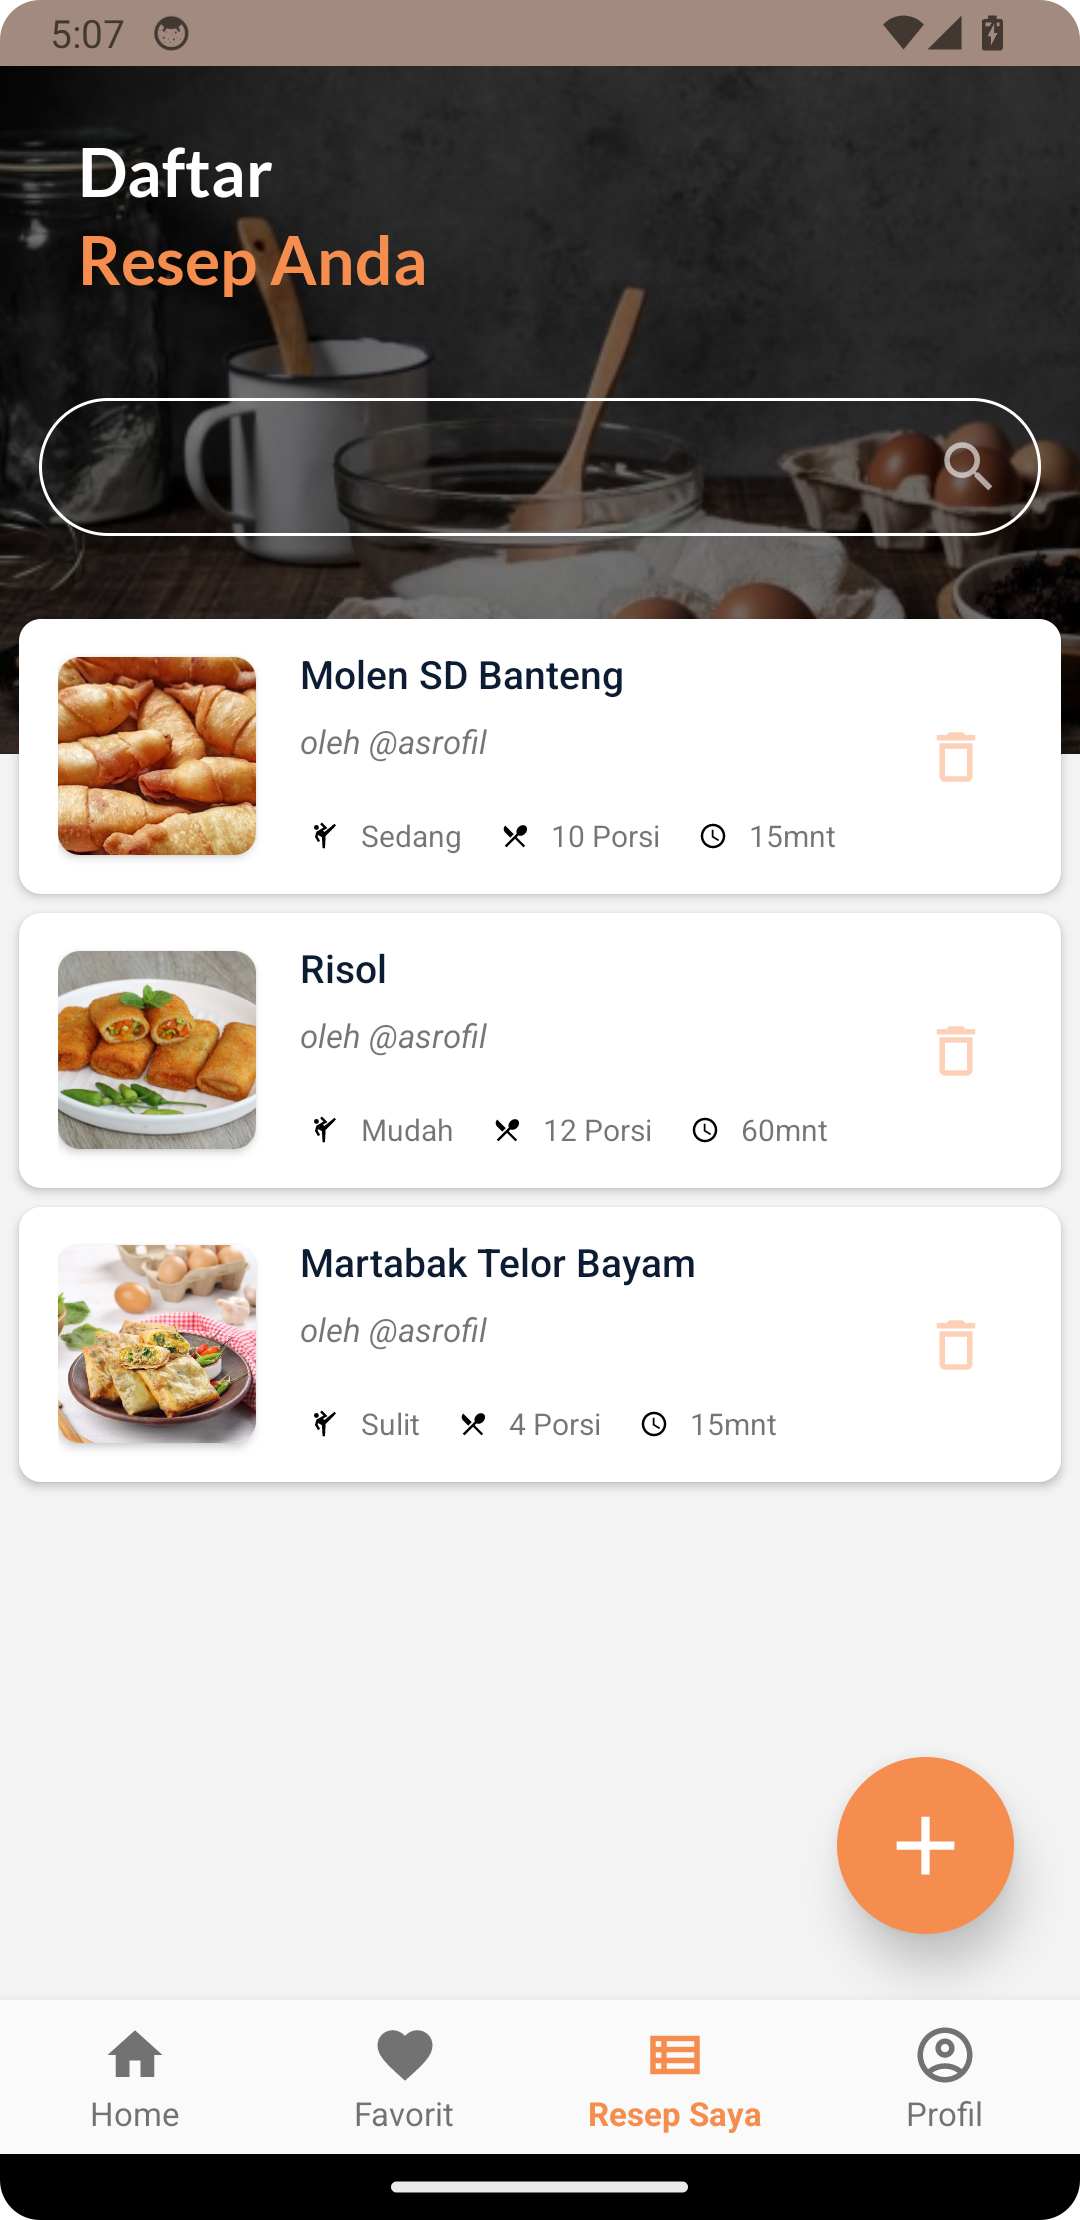 5:07
Daftar
Resep Anda
Molen SD Banteng
oleh @asrofil
Sedang 10 Porsi 15mnt
Risol
oleh @asrofil
Mudah 12 Porsi 60mnt
Martabak Telor Bayam
oleh @asrofil
Sulit 4 Porsi 15mnt
Home Favorit Resep Saya Profil